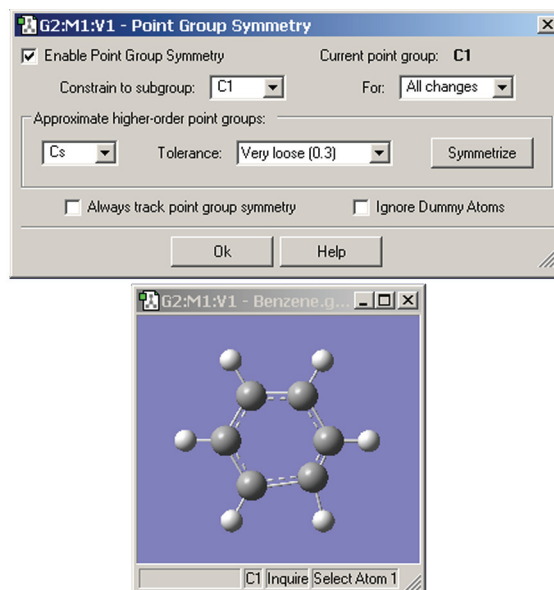 G2:M1:V1 - Point Group Symmetry
Enable Point Group Symmetry Current point group: C1
Constrain to subgroup: C1 For: All changes
Approximate higher-order point groups:
Cs Tolerance: Very loose (0.3) Symmetrize
Always track point group symmetry Ignore Dummy Atoms
Ok Help
G2:M1:V1 - Benzene.g...
C1 Inquire Select Atom 1